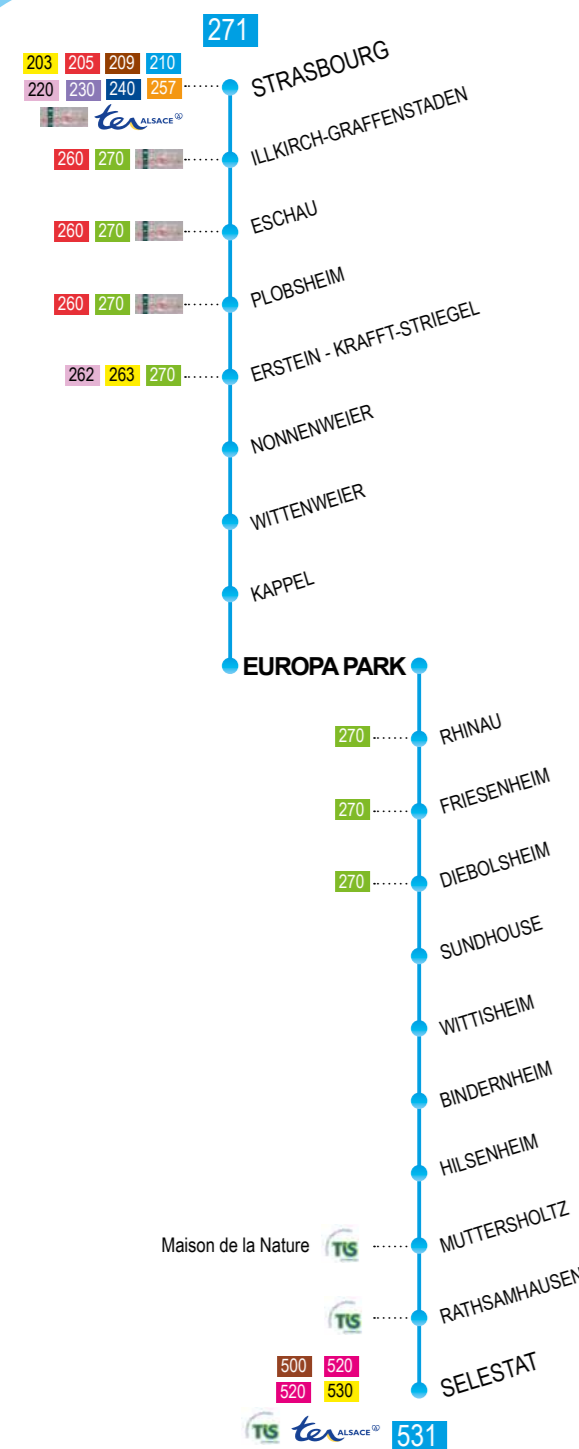 271
203 205 209 210
STRASBOURG
220 230 240 257
ter ALSACE
260 270
ILLKIRCH-GRAFFENSTADEN
260 270
ESCHAU
260 270
PLOBSHEIM
262 263 270
ERSTEIN - KRAFFT-STRIEGEL
NONNENWEIER
WITTENWEIER
KAPPEL
EUROPA PARK
270
RHINAU
270
FRIESENHEIM
270
DIEBOLSHEIM
SUNDHOUSE
WITTISHEIM
BINDERNHEIM
HILSENHEIM
Maison de la Nature TIS
MUTTERSHOLTZ
TIS
RATHSAMHAUSEN
500 520
520 530
SELESTAT
TIS ter ALSACE 531